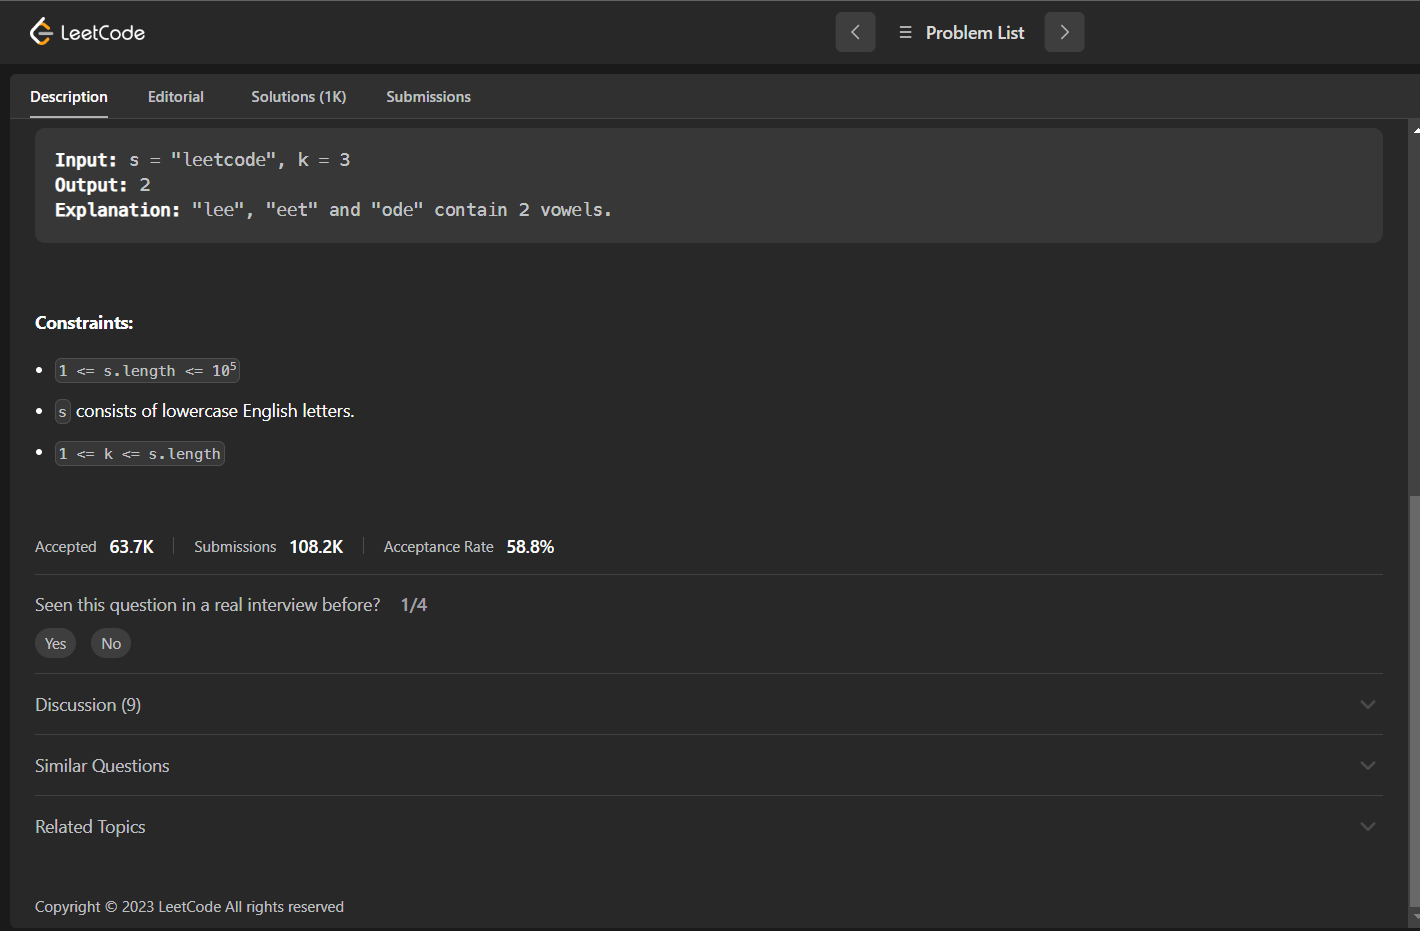 LeetCode
Problem List
Description Editorial Solutions (1K) Submissions
Input: s = "leetcode", k = 3
Output: 2
Explanation: "lee", "eet" and "ode" contain 2 vowels.
Constraints:
• 1 <= s.length <= 10⁵
• s consists of lowercase English letters.
• 1 <= k <= s.length
Accepted 63.7K Submissions 108.2K Acceptance Rate 58.8%
Seen this question in a real interview before? 1/4
Yes No
Discussion (9)
Similar Questions
Related Topics
Copyright © 2023 LeetCode All rights reserved